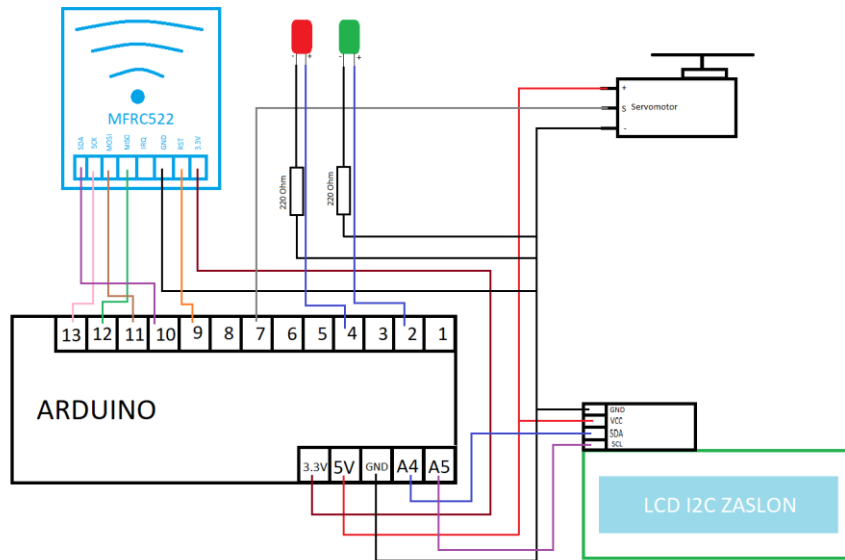 MFRC522
SDA
SCK
MOSI
MISO
IRQ
GND
RST
3.3V
- +
- +
220 Ohm
220 Ohm
+
S
-
Servomotor
13 12 11 10 9 8 7 6 5 4 3 2 1
ARDUINO
3.3V 5V GND A4 A5
GND
VCC
SDA
SCL
LCD I2C ZASLON